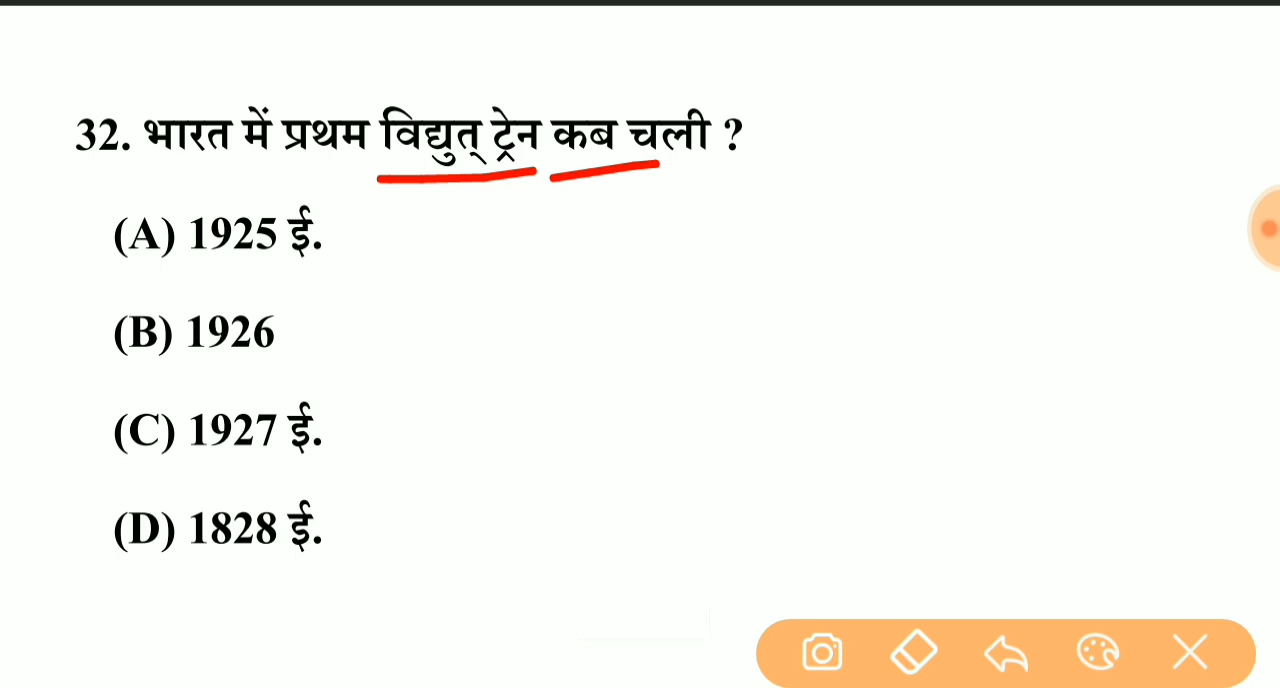 32. भारत में प्रथम विद्युत् ट्रेन कब चली ?
(A) 1925 ई.
(B) 1926
(C) 1927 ई.
(D) 1828 ई.